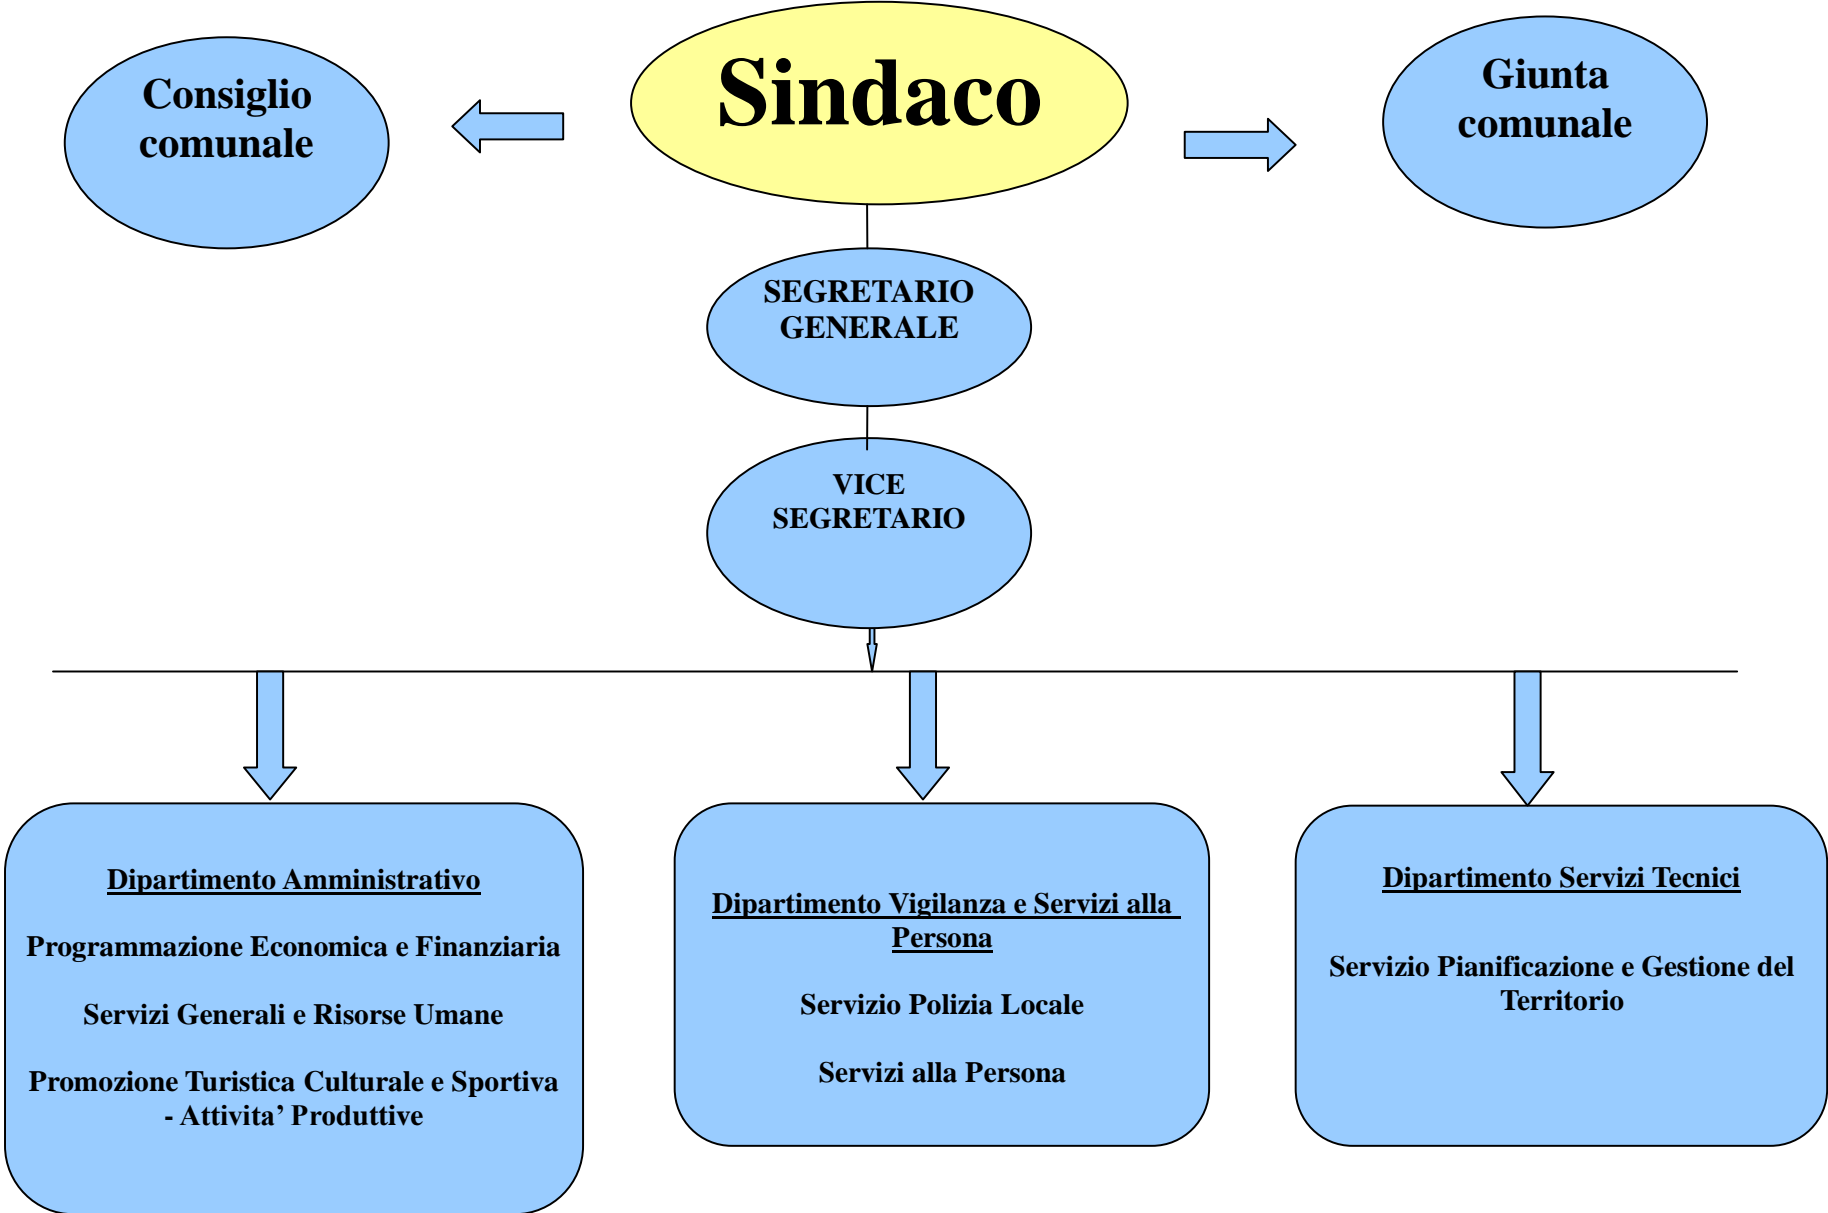 Consiglio
comunale
Sindaco
Giunta
comunale
SEGRETARIO
GENERALE
VICE
SEGRETARIO
Dipartimento Amministrativo
Programmazione Economica e Finanziaria
Servizi Generali e Risorse Umane
Promozione Turistica Culturale e Sportiva
- Attivita’ Produttive
Dipartimento Vigilanza e Servizi alla
Persona
Servizio Polizia Locale
Servizi alla Persona
Dipartimento Servizi Tecnici
Servizio Pianificazione e Gestione del
Territorio